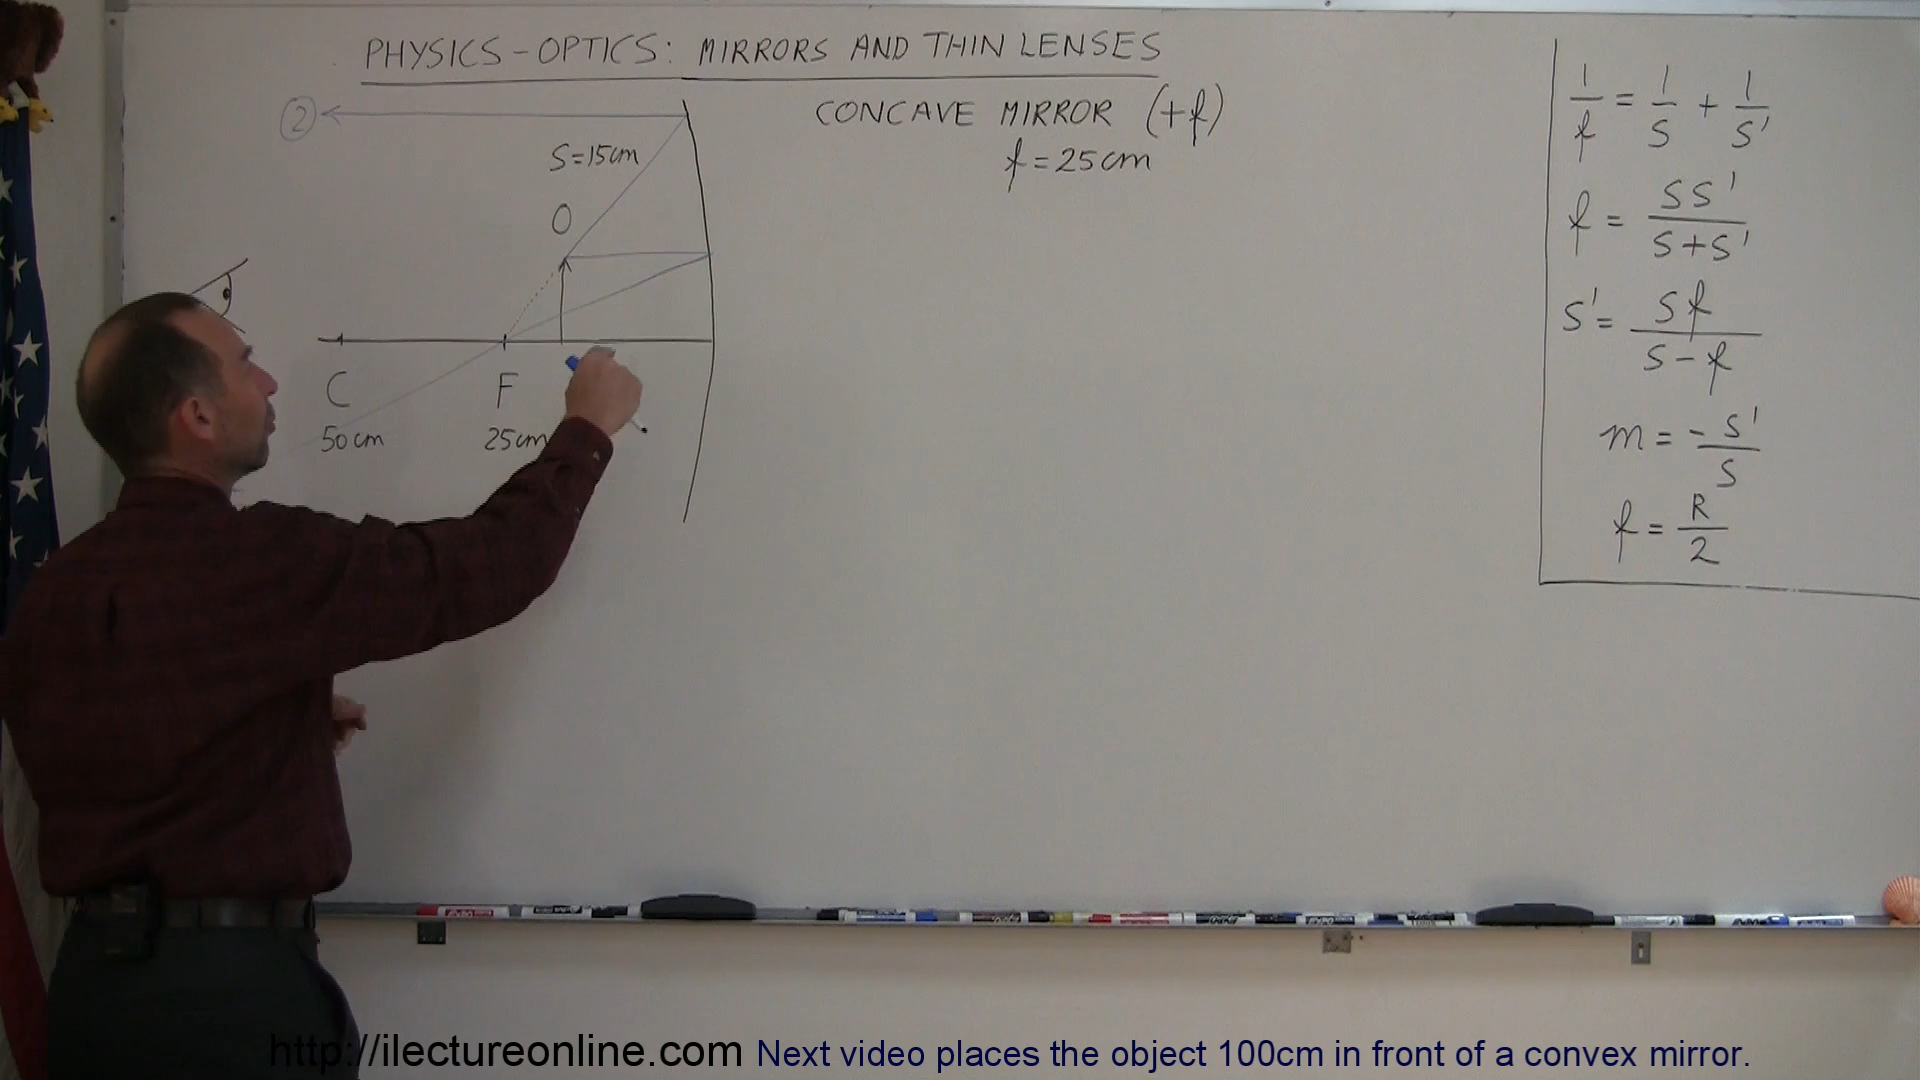 PHYSICS-OPTICS: MIRRORS AND THIN LENSES
② 
CONCAVE MIRROR (+f)
f = 25cm
S=15cm
O
C
F
50cm
25cm
1/f = 1/S + 1/S'
f = SS'/S+S'
S' = Sf/S-f
m = -S'/S
f = R/2
http://ilectureonline.com Next video places the object 100cm in front of a convex mirror.